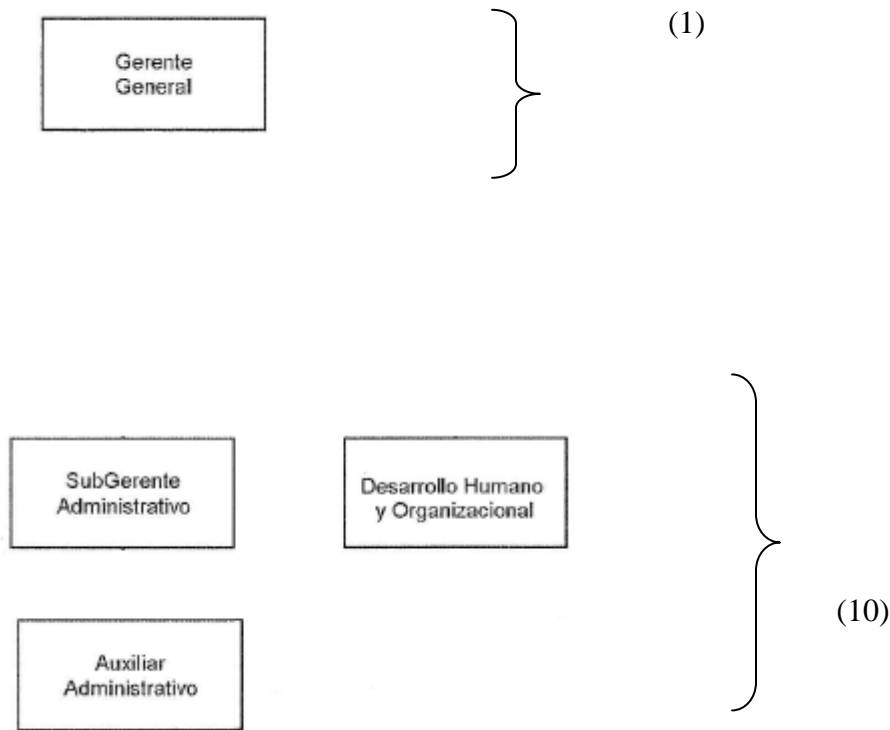 (1)
Gerente
General
SubGerente
Administrativo
Desarrollo Humano
y Organizacional
(10)
Auxiliar
Administrativo